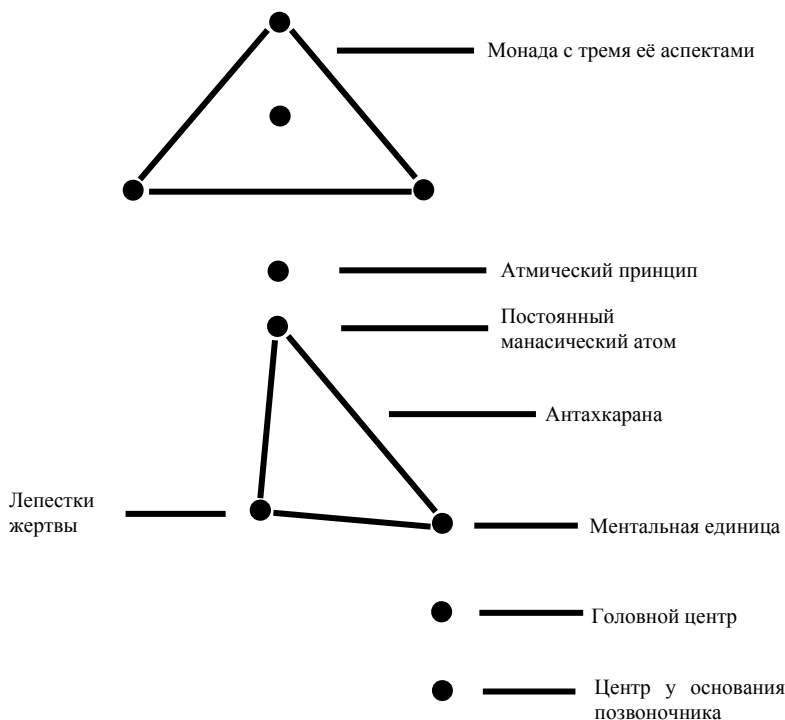 Монада с тремя её аспектами
Атмический принцип
Постоянный
манасический атом
Антахкарана
Лепестки
жертвы
Ментальная единица
Головной центр
Центр у основания
позвоночника